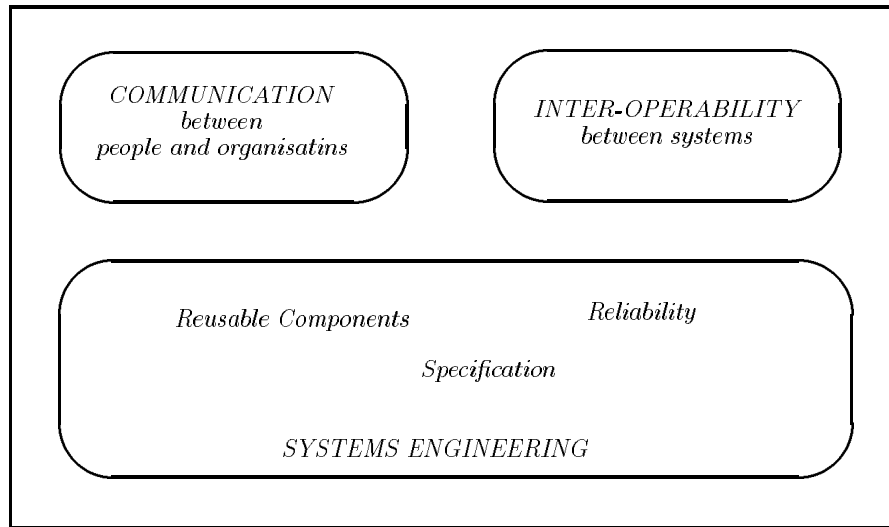 COMMUNICATION
between
people and organisatins
INTER-OPERABILITY
between systems
Reusable Components
Reliability
Specification
SYSTEMS ENGINEERING